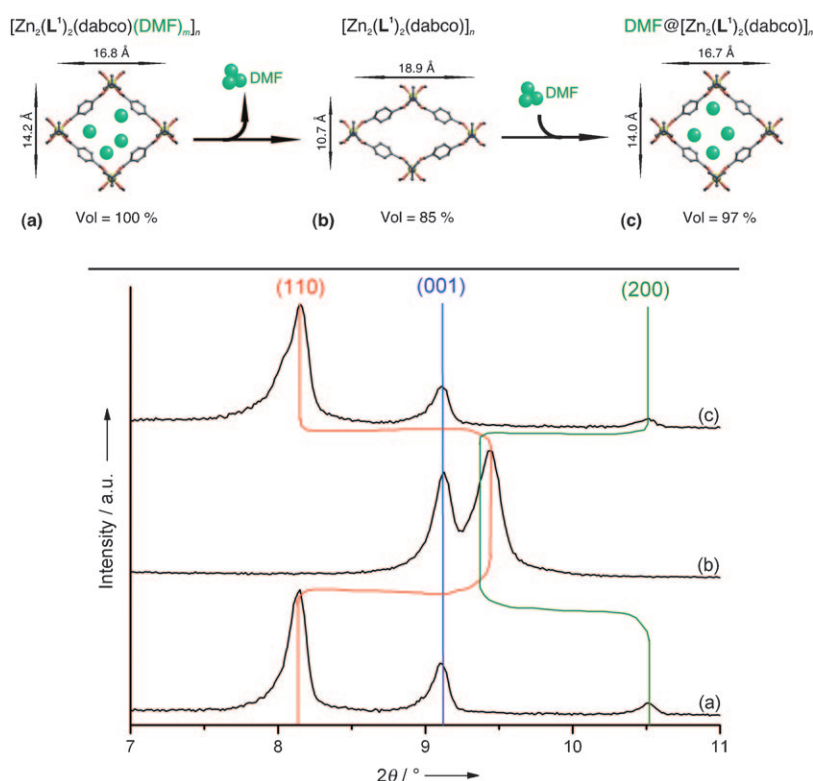 [Zn₂(L¹)₂(dabco)(DMF)ₘ]ₙ [Zn₂(L¹)₂(dabco)]ₙ DMF@[Zn₂(L¹)₂(dabco)]ₙ
16.8 Å 18.9 Å 16.7 Å
DMF DMF
14.2 Å 10.7 Å 14.0 Å
(a) Vol = 100 % (b) Vol = 85 % (c) Vol = 97 %
(110) (001) (200)
(c)
(b)
(a)
Intensity / a.u.
7 8 9 10 11
2θ / °